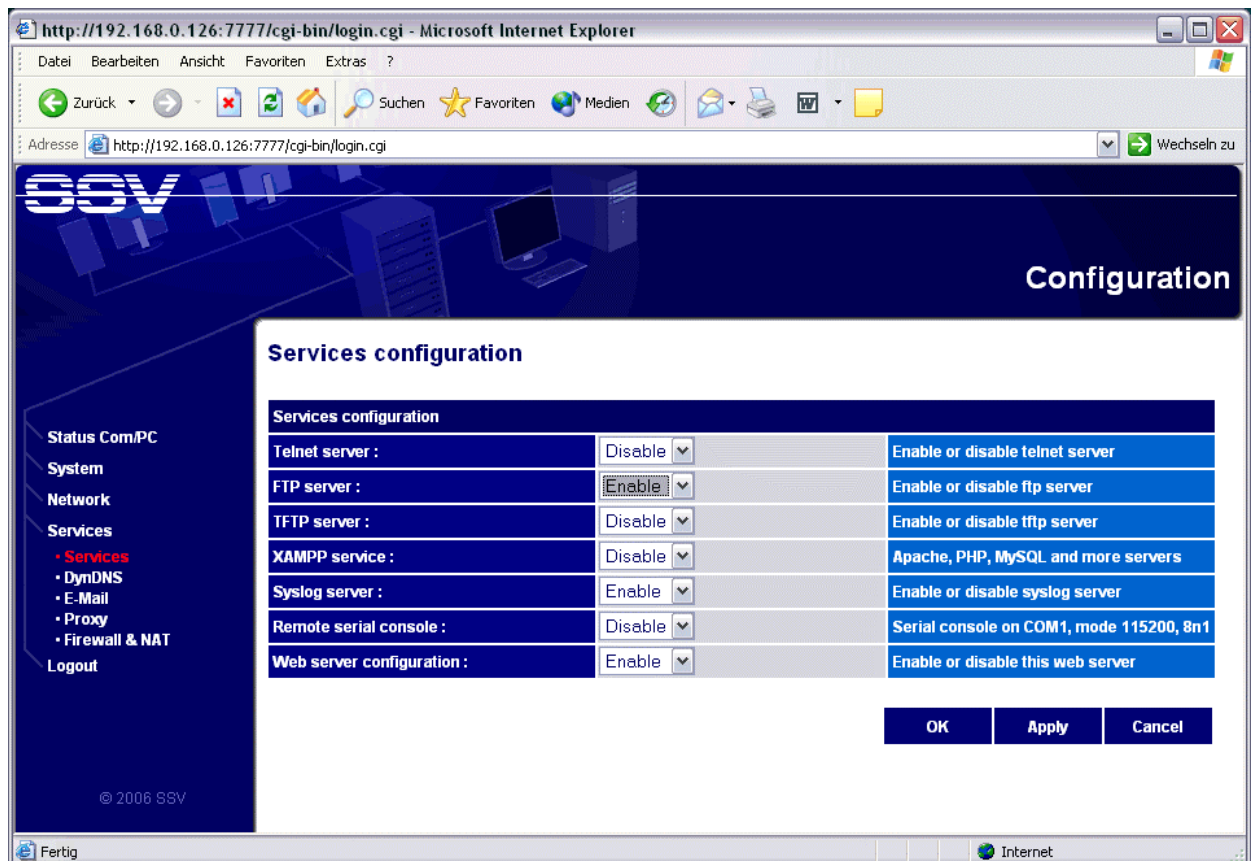 http://192.168.0.126:7777/cgi-bin/login.cgi - Microsoft Internet Explorer
Datei Bearbeiten Ansicht Favoriten Extras ?
Zurück Suchen Favoriten Medien
Adresse http://192.168.0.126:7777/cgi-bin/login.cgi Wechseln zu
SSV
Configuration
Status Com/PC
System
Network
Services
Services
DynDNS
E-Mail
Proxy
Firewall & NAT
Logout
© 2006 SSV
Services configuration
Services configuration
Telnet server : Disable Enable or disable telnet server
FTP server : Enable Enable or disable ftp server
TFTP server : Disable Enable or disable tftp server
XAMPP service : Disable Apache, PHP, MySQL and more servers
Syslog server : Enable Enable or disable syslog server
Remote serial console : Disable Serial console on COM1, mode 115200, 8n1
Web server configuration : Enable Enable or disable this web server
OK Apply Cancel
Fertig Internet